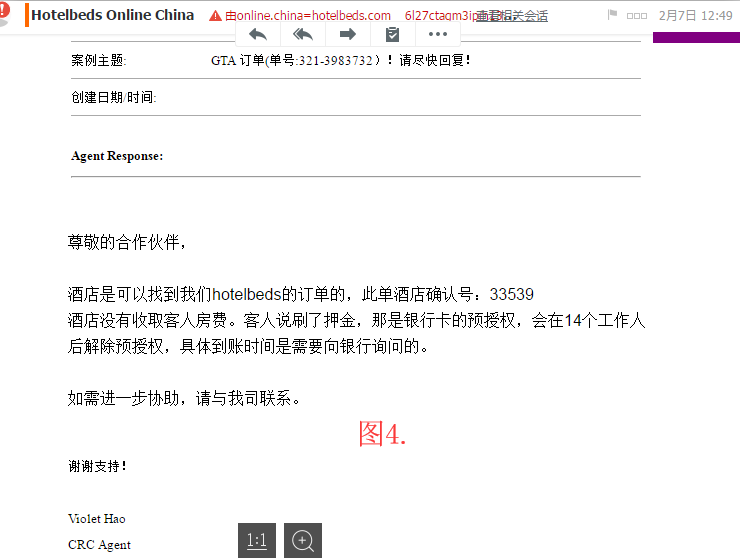 Hotelbeds Online China
由online.china=hotelbeds.com
查看相关会话
2月7日 12:49
案例主题:
GTA 订单(单号:321-3983732）！请尽快回复！
创建日期/时间:
Agent Response:
尊敬的合作伙伴，
酒店是可以找到我们hotelbeds的订单的，此单酒店确认号：33539
酒店没有收取客人房费。客人说刷了押金，那是银行卡的预授权，会在14个工作人
后解除预授权，具体到账时间是需要向银行询问的。
如需进一步协助，请与我司联系。
图4.
谢谢支持！
Violet Hao
CRC Agent
1:1